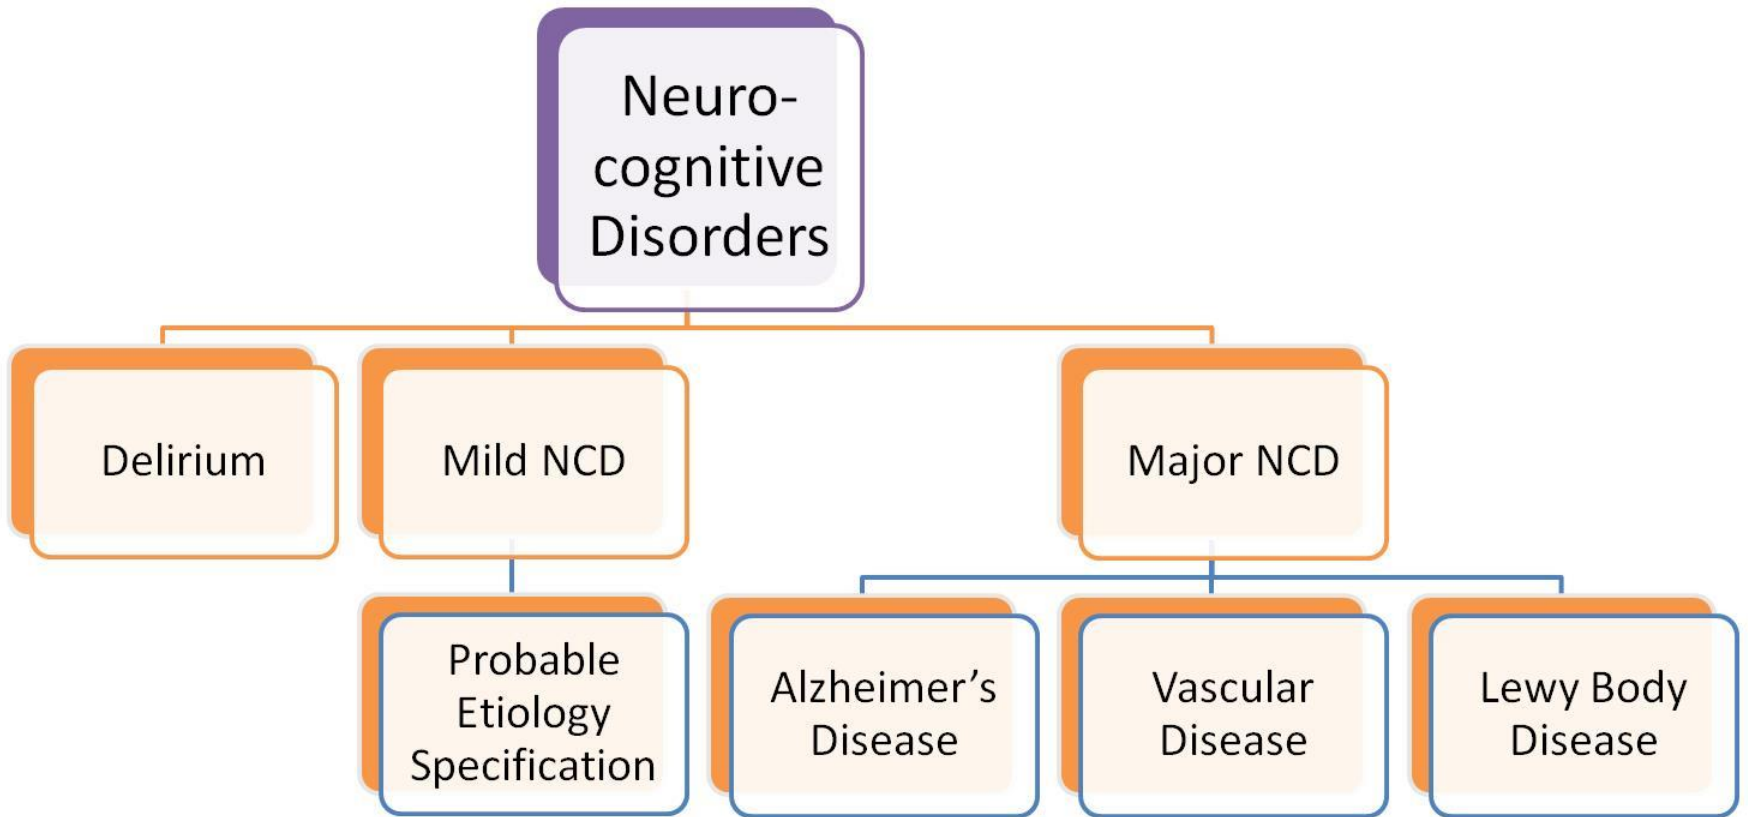 Neuro-
cognitive
Disorders
Delirium
Mild NCD
Major NCD
Probable
Etiology
Specification
Alzheimer’s
Disease
Vascular
Disease
Lewy Body
Disease